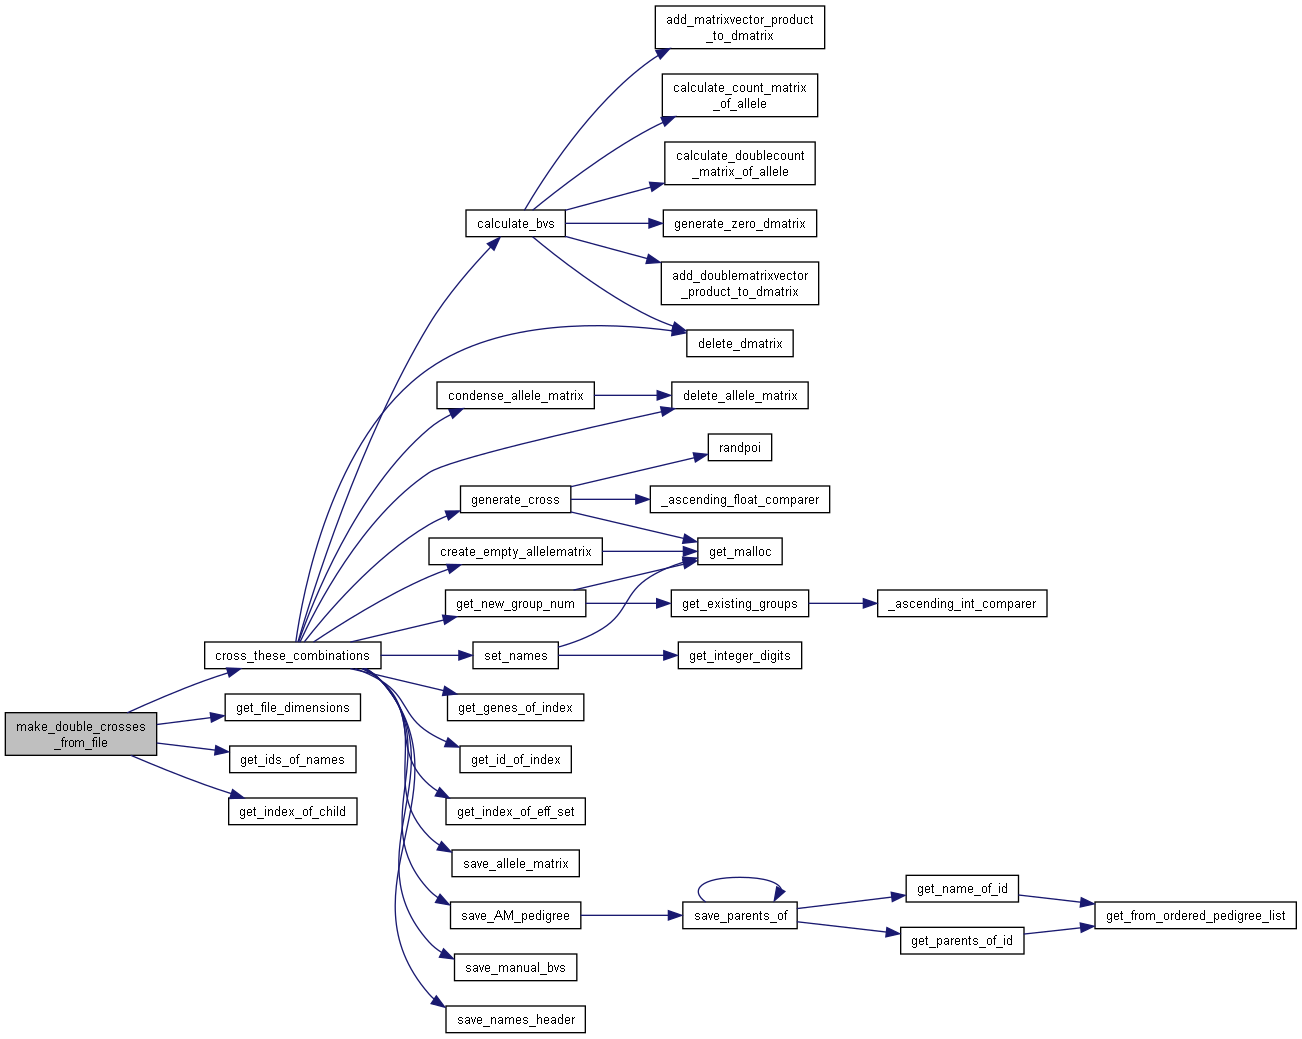 add_matrixvector_product
_to_dmatrix
calculate_count_matrix
_of_allele
calculate_doublecount
_matrix_of_allele
calculate_bvs
generate_zero_dmatrix
add_doublematrixvector
_product_to_dmatrix
delete_dmatrix
condense_allele_matrix
delete_allele_matrix
randpoi
generate_cross
_ascending_float_comparer
create_empty_allelematrix
get_malloc
get_new_group_num
get_existing_groups
_ascending_int_comparer
cross_these_combinations
set_names
get_integer_digits
get_file_dimensions
get_genes_of_index
make_double_crosses
_from_file
get_ids_of_names
get_id_of_index
get_index_of_child
get_index_of_eff_set
save_allele_matrix
save_AM_pedigree
save_parents_of
get_name_of_id
get_from_ordered_pedigree_list
get_parents_of_id
save_manual_bvs
save_names_header